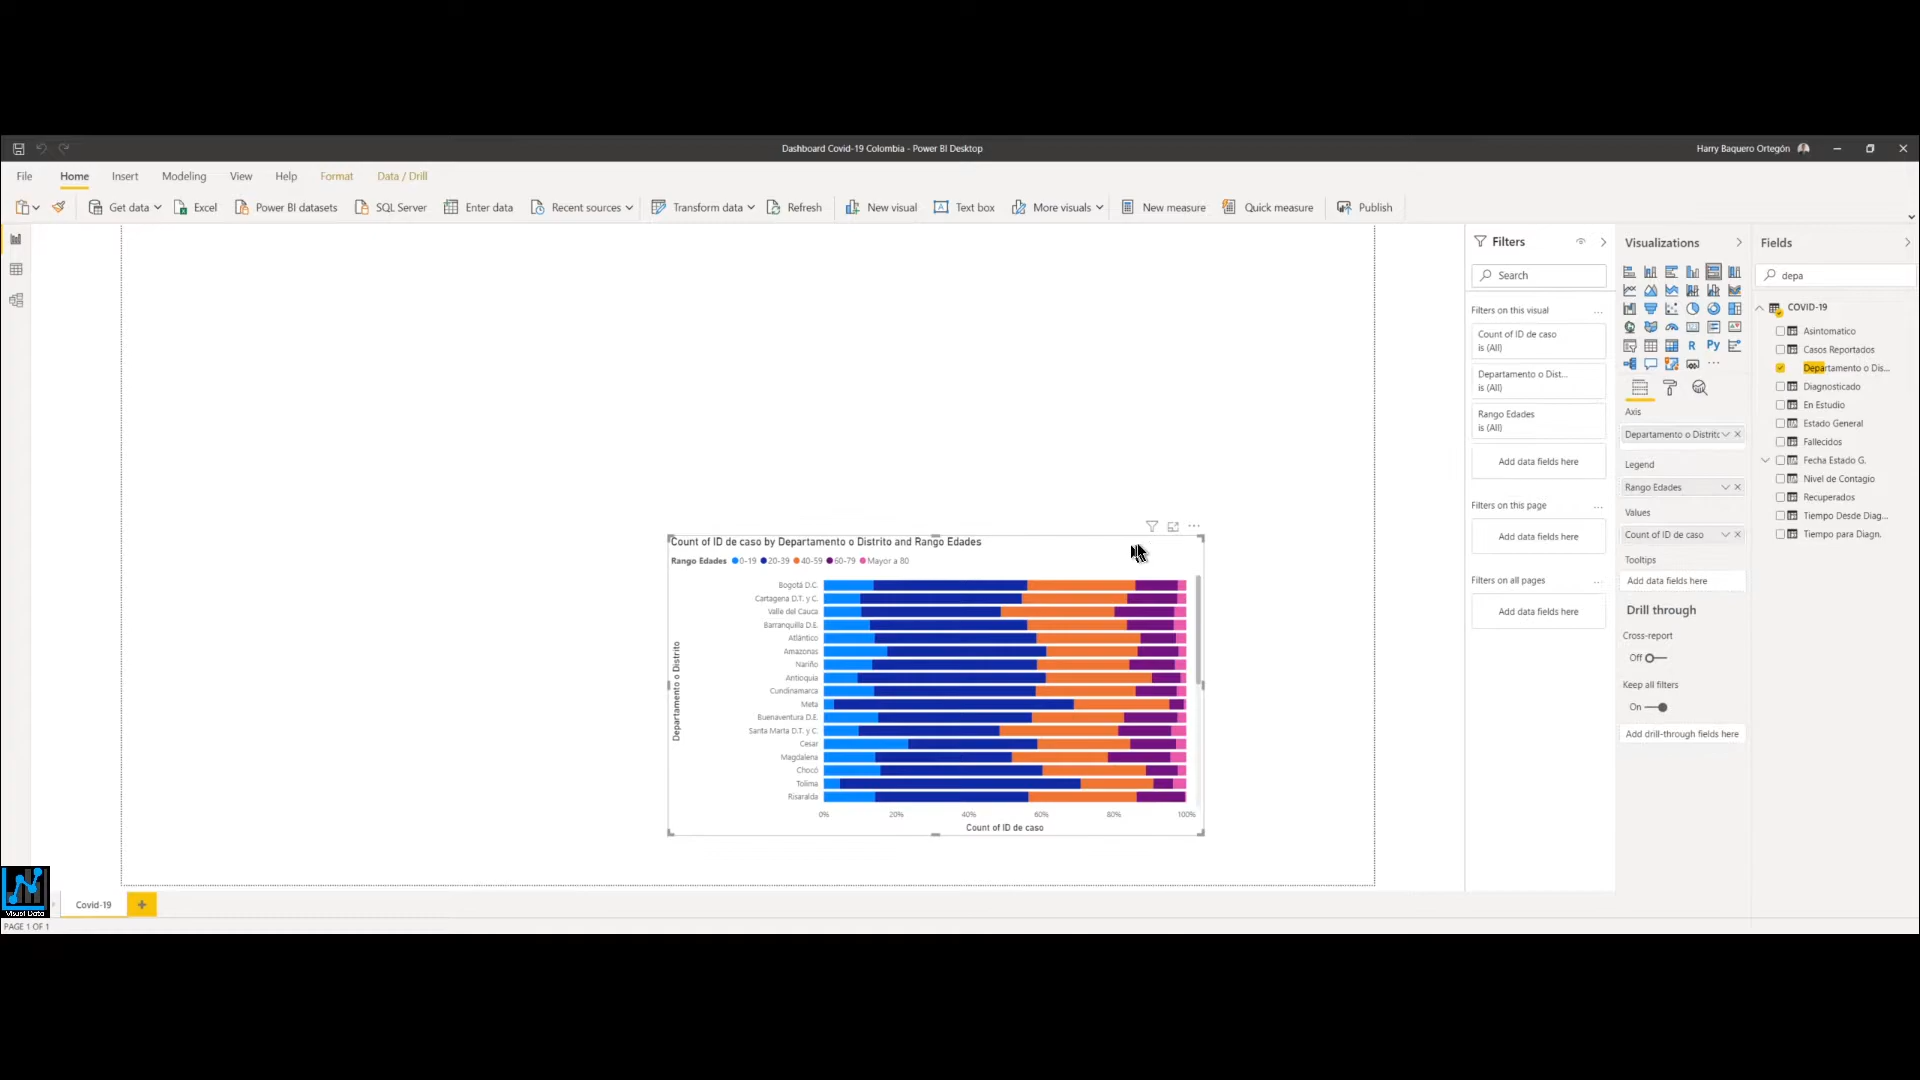 Dashboard Covid-19 Colombia - Power BI Desktop
Harry Baquero Ortegón
File Home Insert Modeling View Help Format Data / Drill
Get data Excel Power BI datasets SQL Server Enter data Recent sources Transform data Refresh New visual Text box More visuals New measure Quick measure Publish
Filters
Search
Filters on this visual
Count of ID de caso
is (All)
Departamento o Dist...
is (All)
Rango Edades
is (All)
Add data fields here
Filters on this page
Add data fields here
Filters on all pages
Add data fields here
Visualizations
R Py
Axis
Departamento o Distrito
Legend
Rango Edades
Values
Count of ID de caso
Tooltips
Add data fields here
Drill through
Cross-report
Off
Keep all filters
On
Add drill-through fields here
Fields
depa
COVID-19
Asintomatico
Casos Reportados
Departamento o Dis...
Diagnosticado
En Estudio
Estado General
Fallecidos
Fecha Estado G.
Nivel de Contagio
Recuperados
Tiempo Desde Diag...
Tiempo para Diagn.
Count of ID de caso by Departamento o Distrito and Rango Edades
Rango Edades 0-19 20-39 40-59 60-79 Mayor a 80
Departamento o Distrito
Bogotá D.C.
Cartagena D.T. y C.
Valle del Cauca
Barranquilla D.E.
Atlántico
Amazonas
Nariño
Antioquia
Cundinamarca
Meta
Buenaventura D.E.
Santa Marta D.T. y C.
Cesar
Magdalena
Chocó
Tolima
Risaralda
0% 20% 40% 60% 80% 100%
Count of ID de caso
Visual Data
Covid-19 +
PAGE 1 OF 1